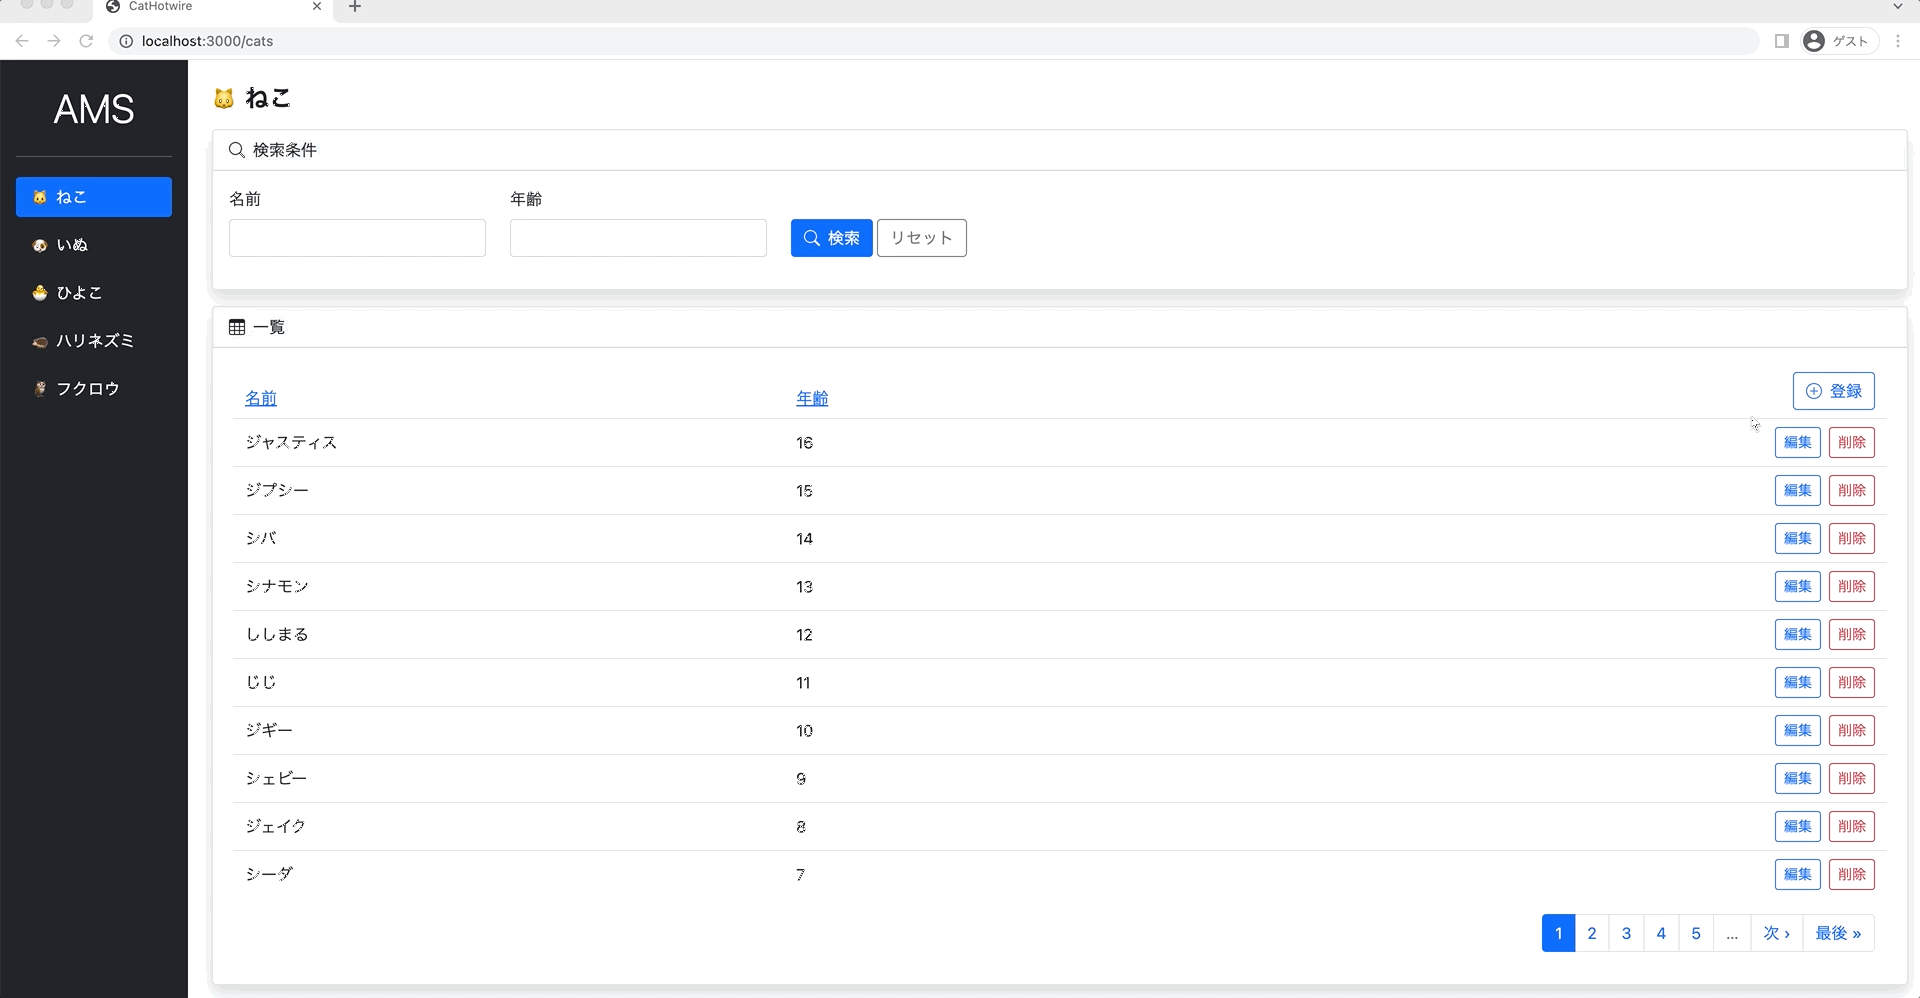 CatHotwire
localhost:3000/cats
ゲスト
AMS
ねこ
いぬ
ひよこ
ハリネズミ
フクロウ
ねこ
検索条件
名前 年齢
検索 リセット
一覧
名前 年齢 登録
ジャスティス 16 編集 削除
ジプシー 15 編集 削除
シバ 14 編集 削除
シナモン 13 編集 削除
ししまる 12 編集 削除
じじ 11 編集 削除
ジギー 10 編集 削除
シェビー 9 編集 削除
ジェイク 8 編集 削除
シーダ 7 編集 削除
1 2 3 4 5 ... 次 › 最後 »